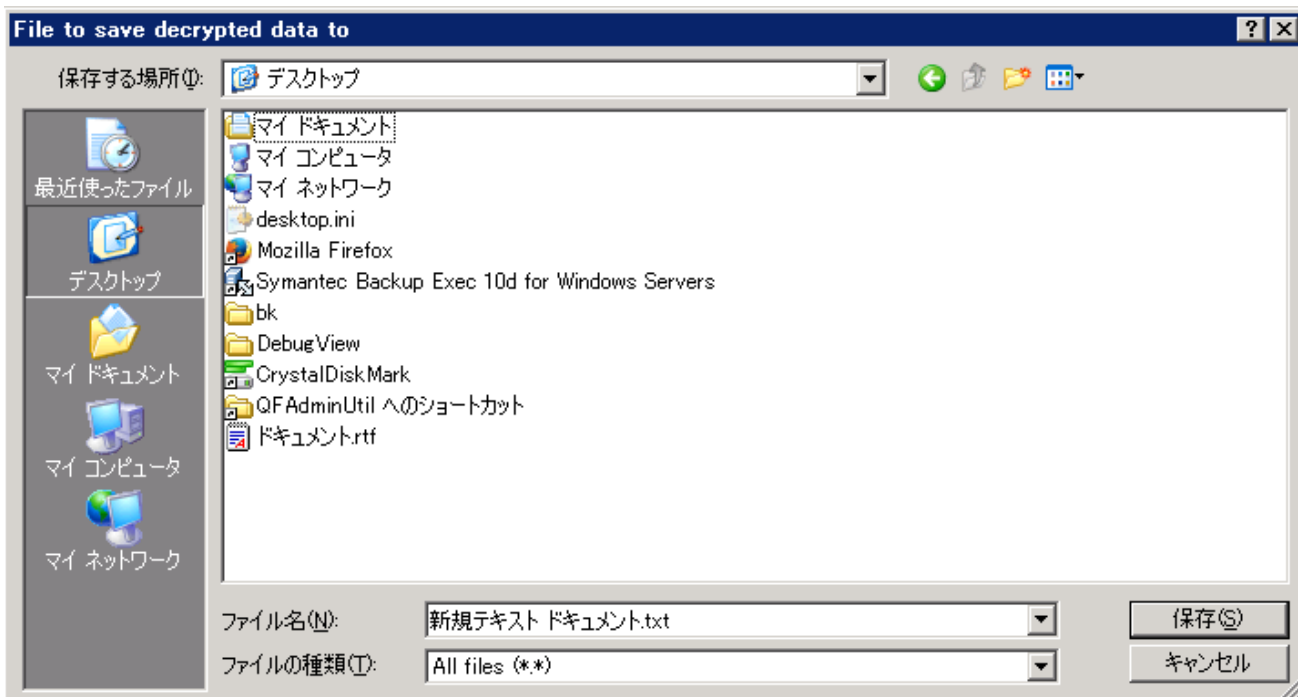 File to save decrypted data to
保存する場所(I):
デスクトップ
最近使ったファイル
デスクトップ
マイ ドキュメント
マイ コンピュータ
マイ ネットワーク
マイ ドキュメント
マイ コンピュータ
マイ ネットワーク
desktop.ini
Mozilla Firefox
Symantec Backup Exec 10d for Windows Servers
bk
DebugView
CrystalDiskMark
QFAdminUtil へのショートカット
ドキュメント.rtf
ファイル名(N):
新規テキスト ドキュメント.txt
保存(S)
ファイルの種類(T):
All files (*.*)
キャンセル